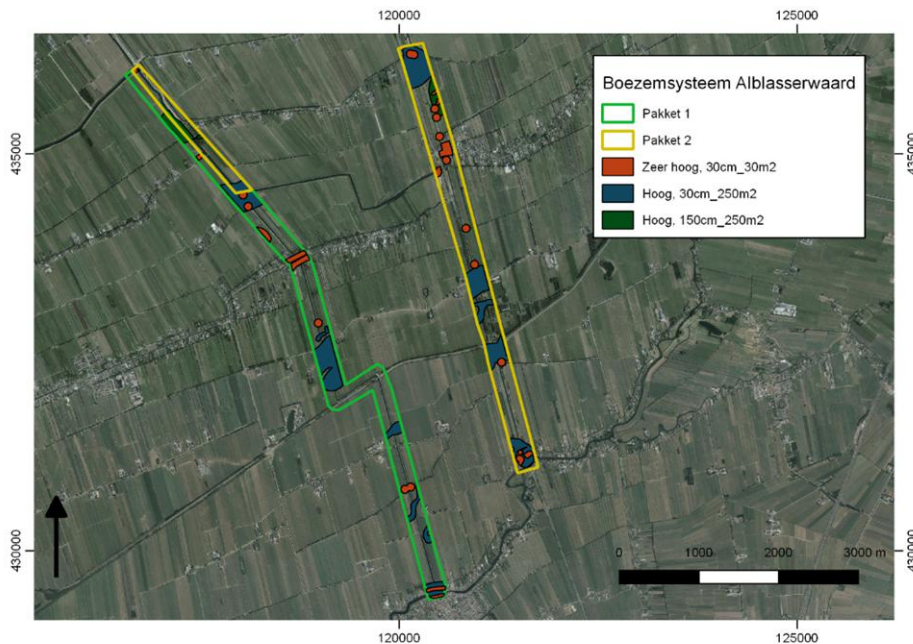 120000
125000
Boezemsysteem Alblasserwaard
Pakket 1
Pakket 2
Zeer hoog, 30cm_30m2
Hoog, 30cm_250m2
Hoog, 150cm_250m2
435000
435000
430000
430000
0 1000 2000 3000 m
120000
125000